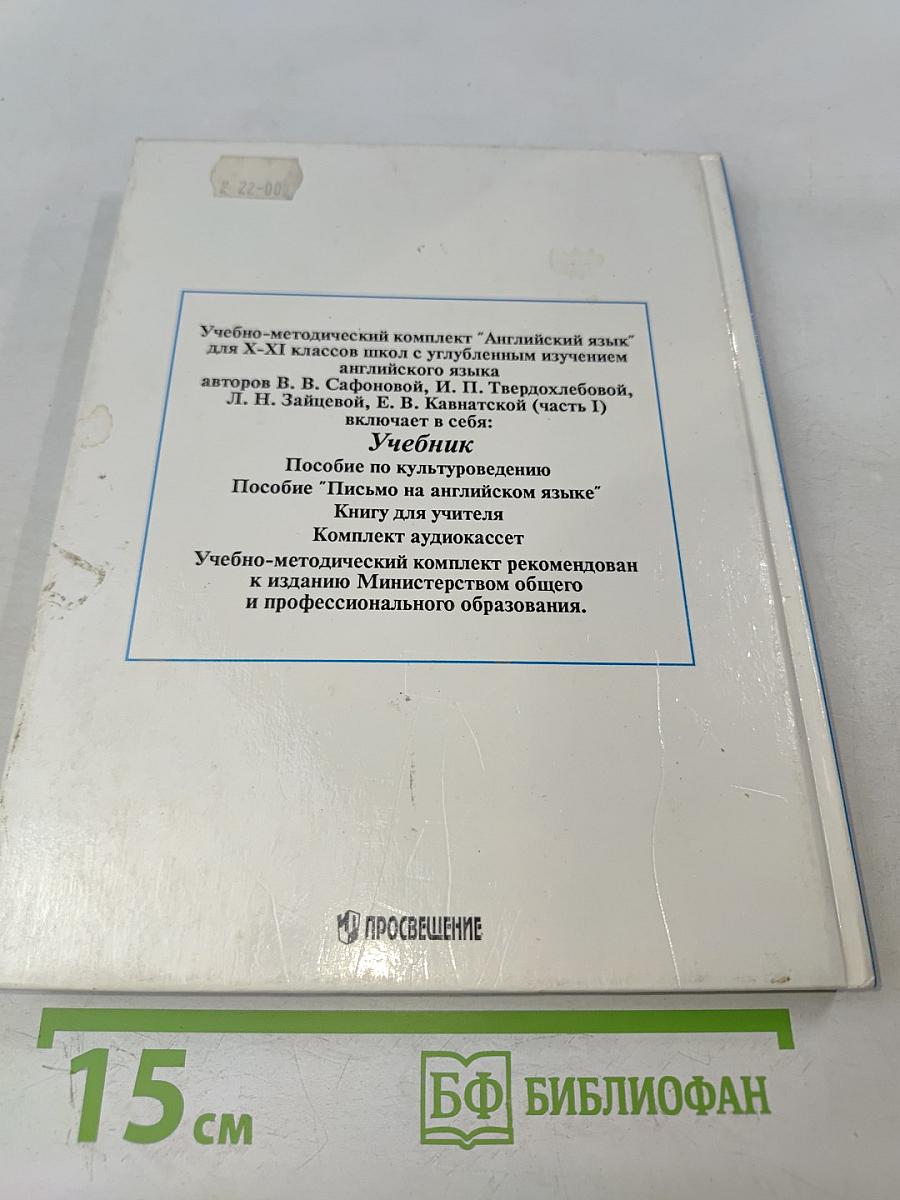 22-00
Учебно-методический комплект "Английский язык"
для X-XI классов школ с углубленным изучением
английского языка
авторов В. В. Сафоновой, И. П. Твердохлебовой,
Л. Н. Зайцевой, Е. В. Кавнатской (часть I)
включает в себя:
Учебник
Пособие по культуроведению
Пособие "Письмо на английском языке"
Книгу для учителя
Комплект аудиокассет
Учебно-методический комплект рекомендован
к изданию Министерством общего
и профессионального образования.
ПРОСВЕЩЕНИЕ
15 см
БФ БИБЛИОФАН